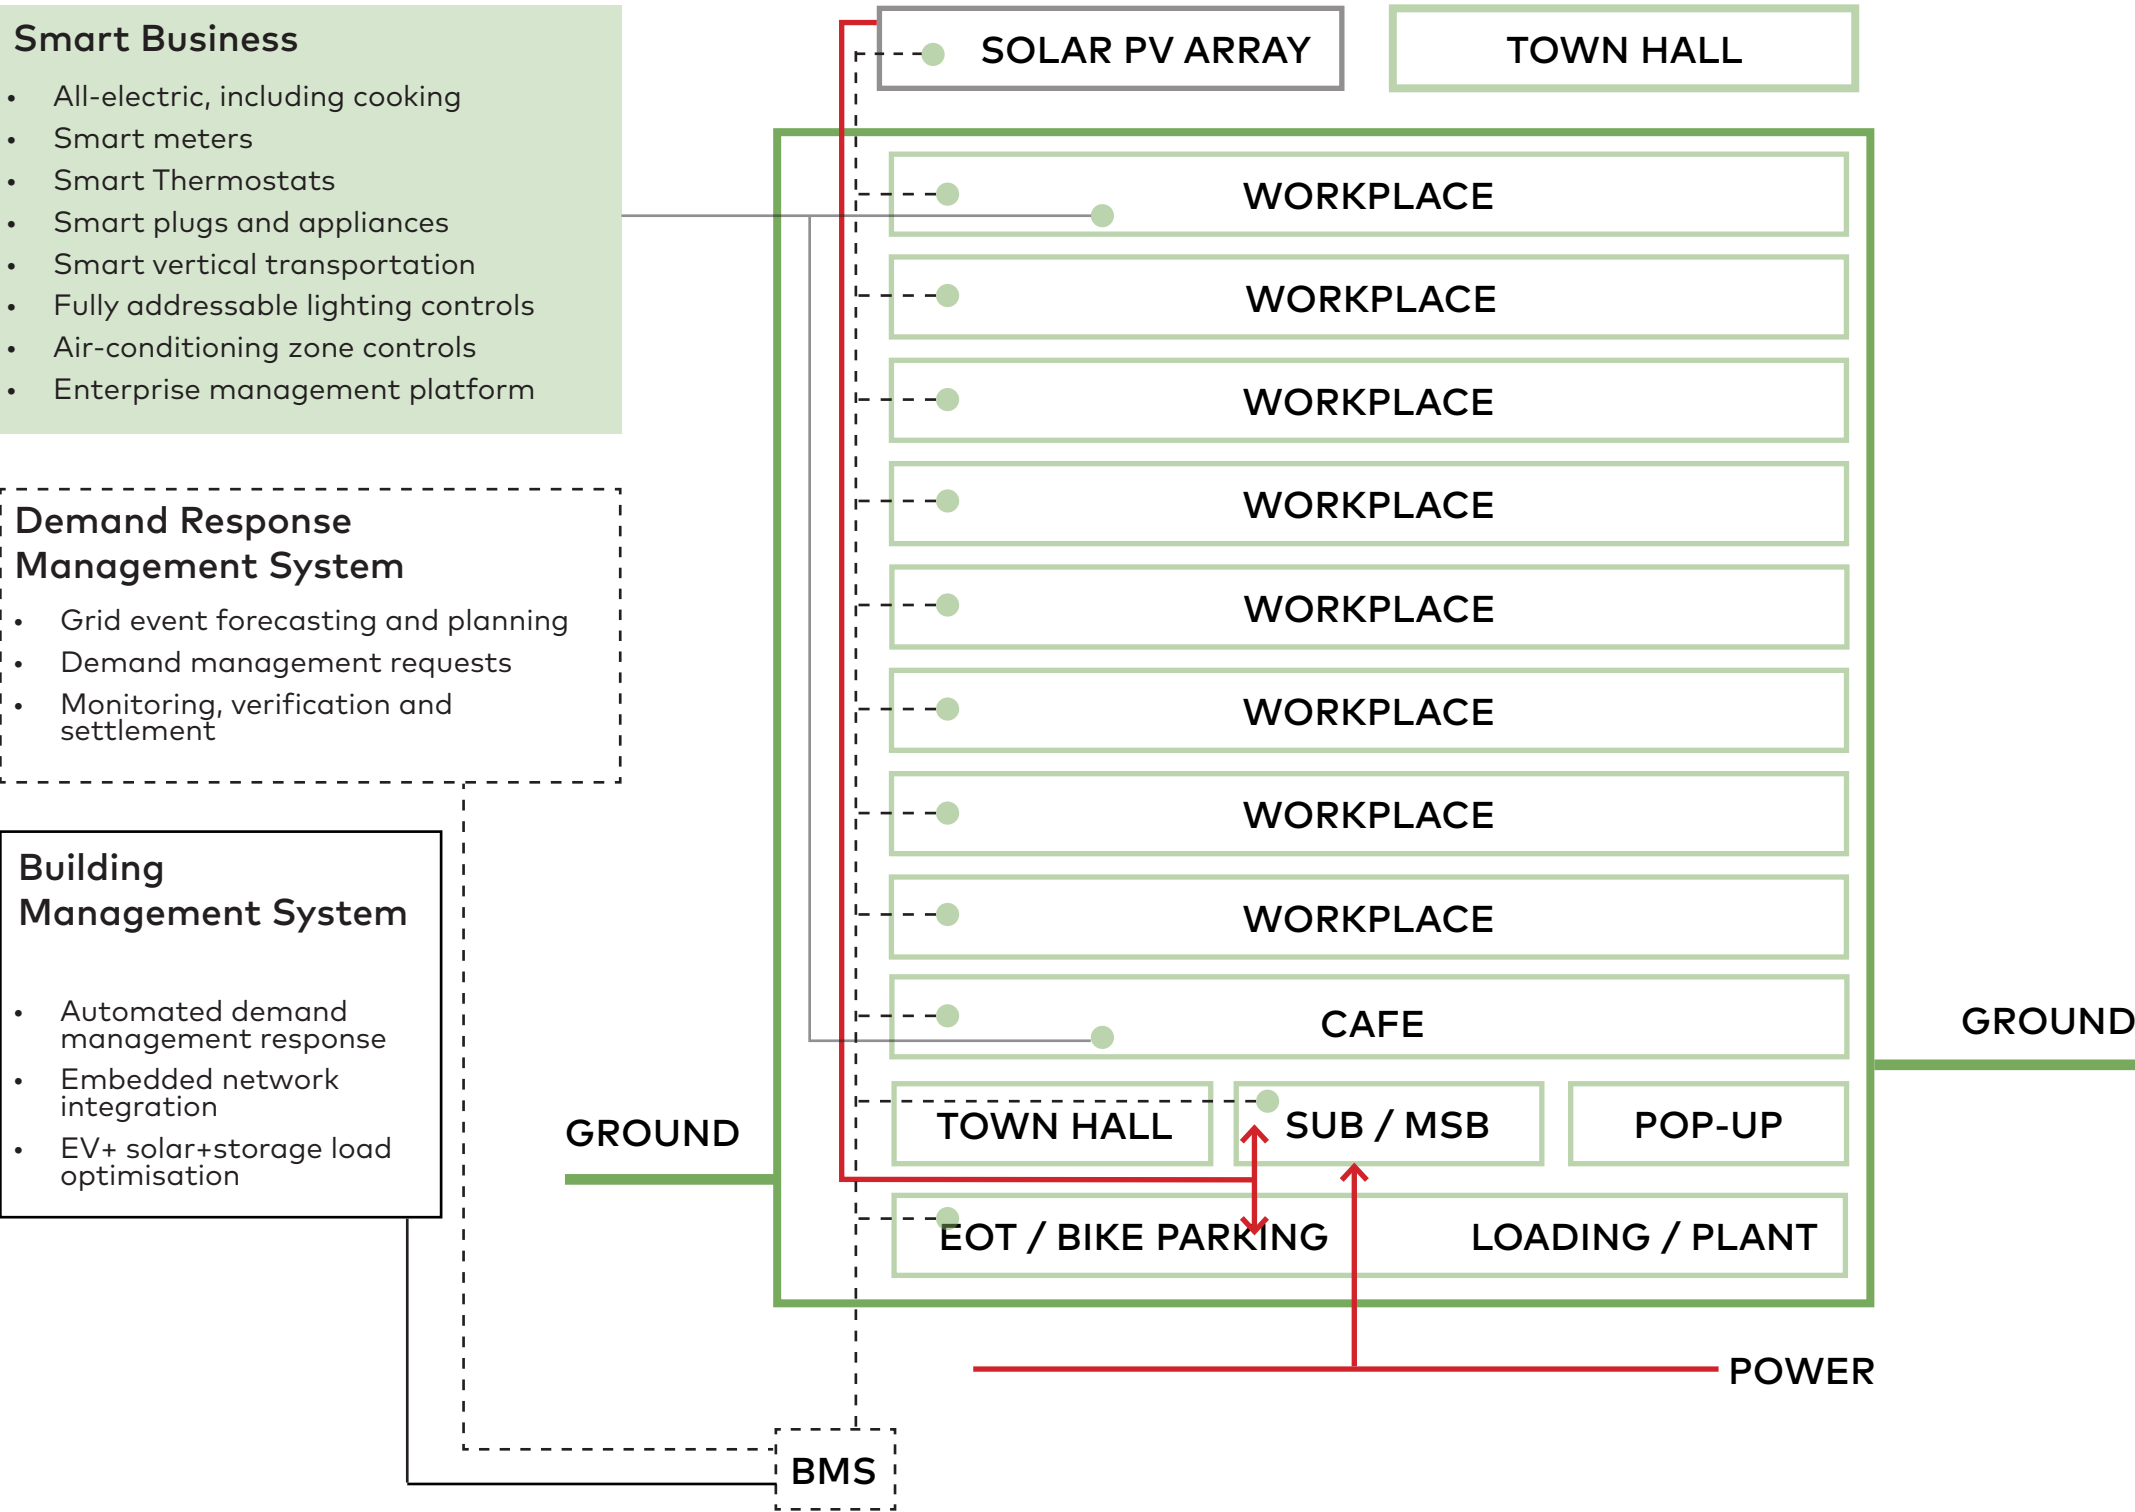 Smart Business
• All-electric, including cooking
• Smart meters
• Smart Thermostats
• Smart plugs and appliances
• Smart vertical transportation
• Fully addressable lighting controls
• Air-conditioning zone controls
• Enterprise management platform
Demand Response
Management System
• Grid event forecasting and planning
• Demand management requests
• Monitoring, verification and
settlement
Building
Management System
• Automated demand
management response
• Embedded network
integration
• EV+ solar+storage load
optimisation
SOLAR PV ARRAY
TOWN HALL
WORKPLACE
WORKPLACE
WORKPLACE
WORKPLACE
WORKPLACE
WORKPLACE
WORKPLACE
WORKPLACE
CAFE
GROUND
GROUND
TOWN HALL
SUB / MSB
POP-UP
EOT / BIKE PARKING
LOADING / PLANT
POWER
BMS